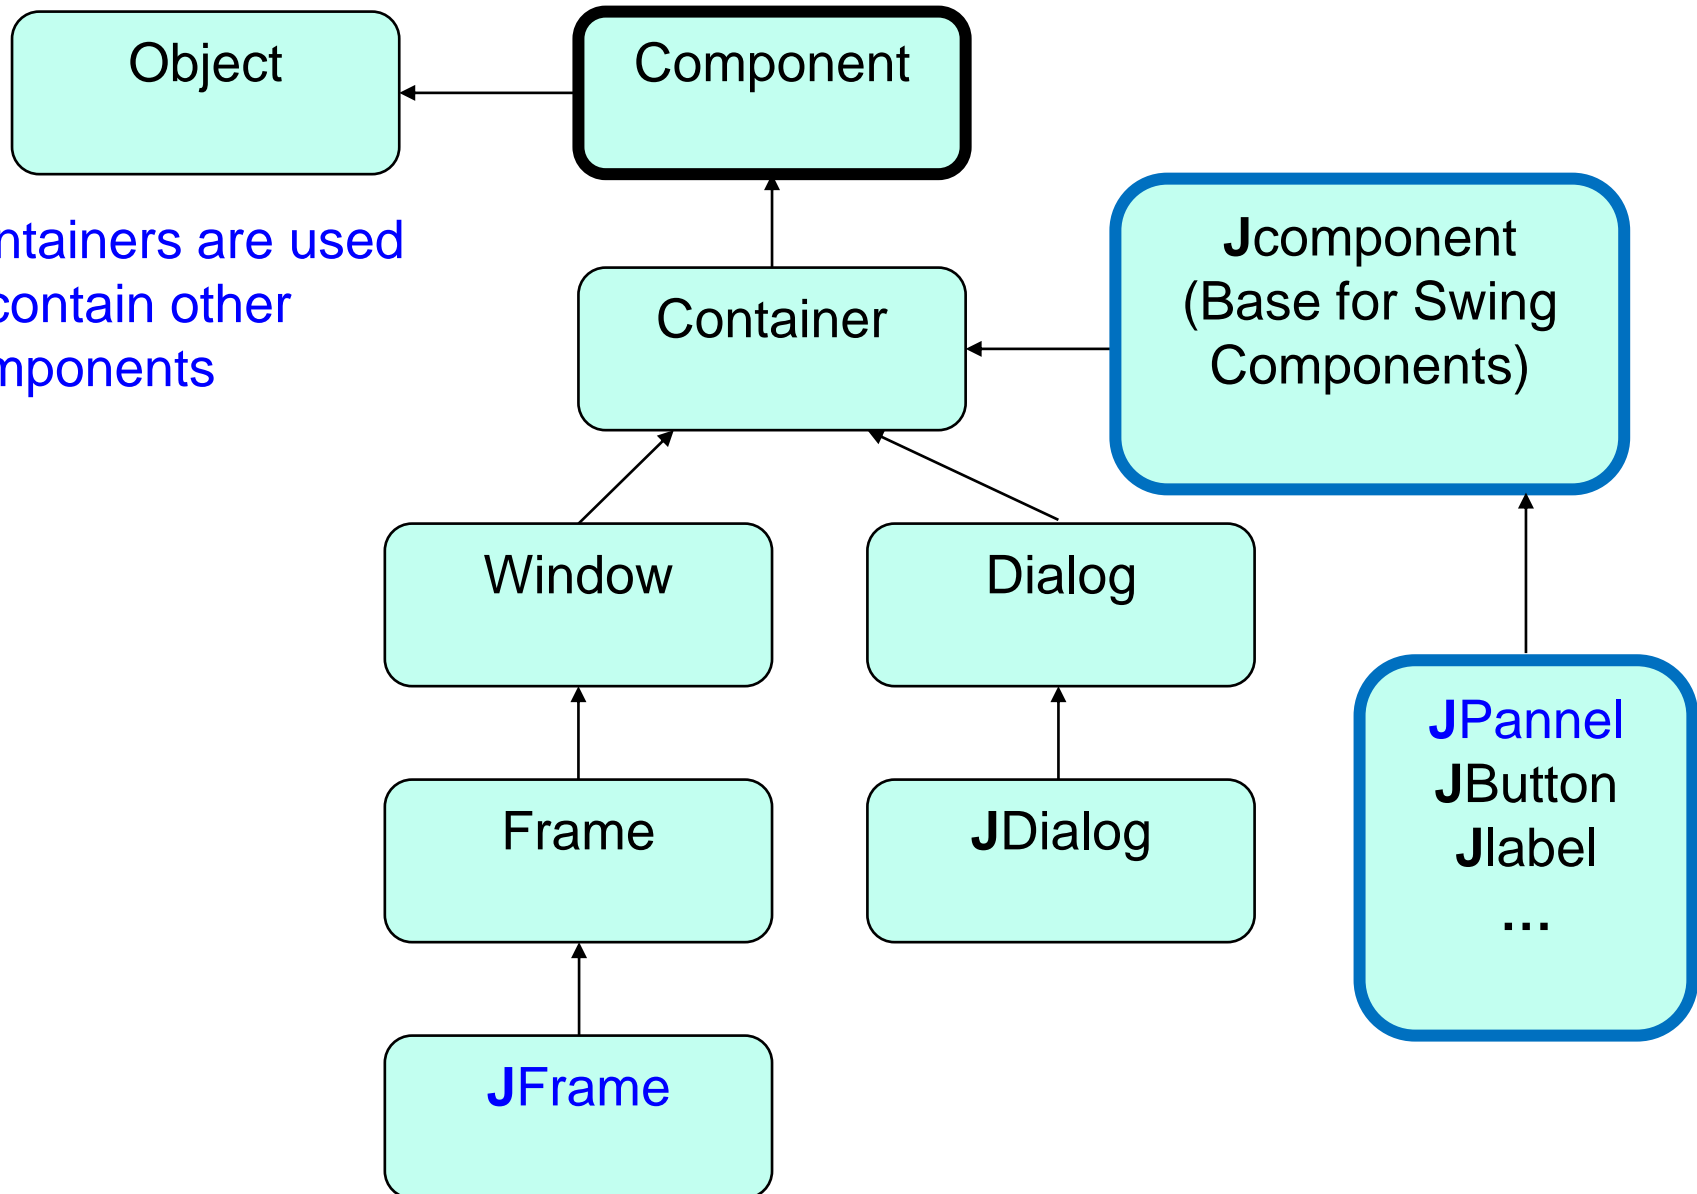 Object
Component
ntainers are used
contain other
mponents
Jcomponent
(Base for Swing
Components)
Container
Window
Dialog
JPannel
JButton
Jlabel
...
Frame
JDialog
JFrame